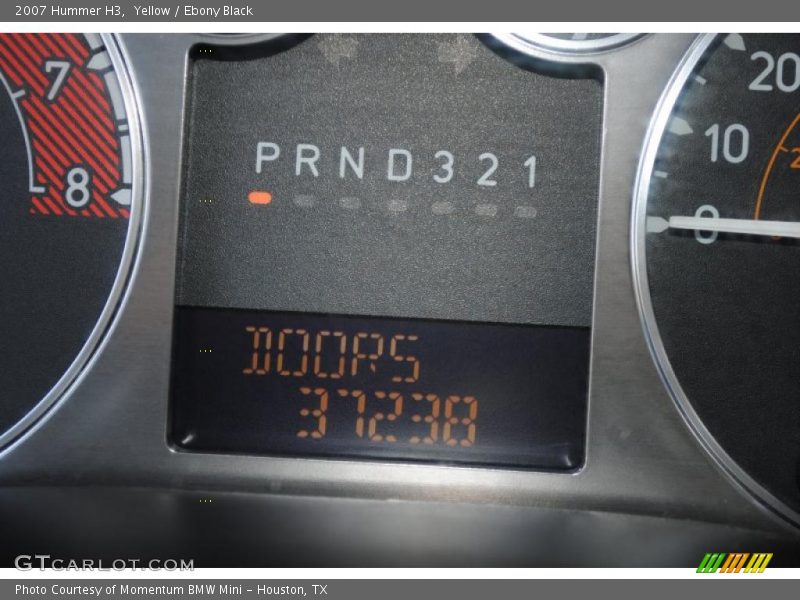 2007 Hummer H3, Yellow / Ebony Black
7
8
P R N D 3 2 1
DOORS
37238
20
10
0
GTCARLOT.COM
Photo Courtesy of Momentum BMW Mini - Houston, TX